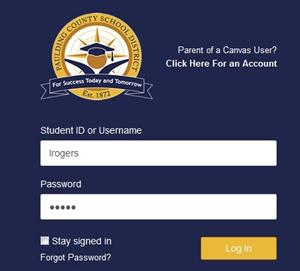 PAULDING COUNTY SCHOOL DISTRICT
For Success Today and Tomorrow
Est. 1872
Parent of a Canvas User?
Click Here For an Account
Student ID or Username
lrogers
Password
•••••
Stay signed in
Log In
Forgot Password?